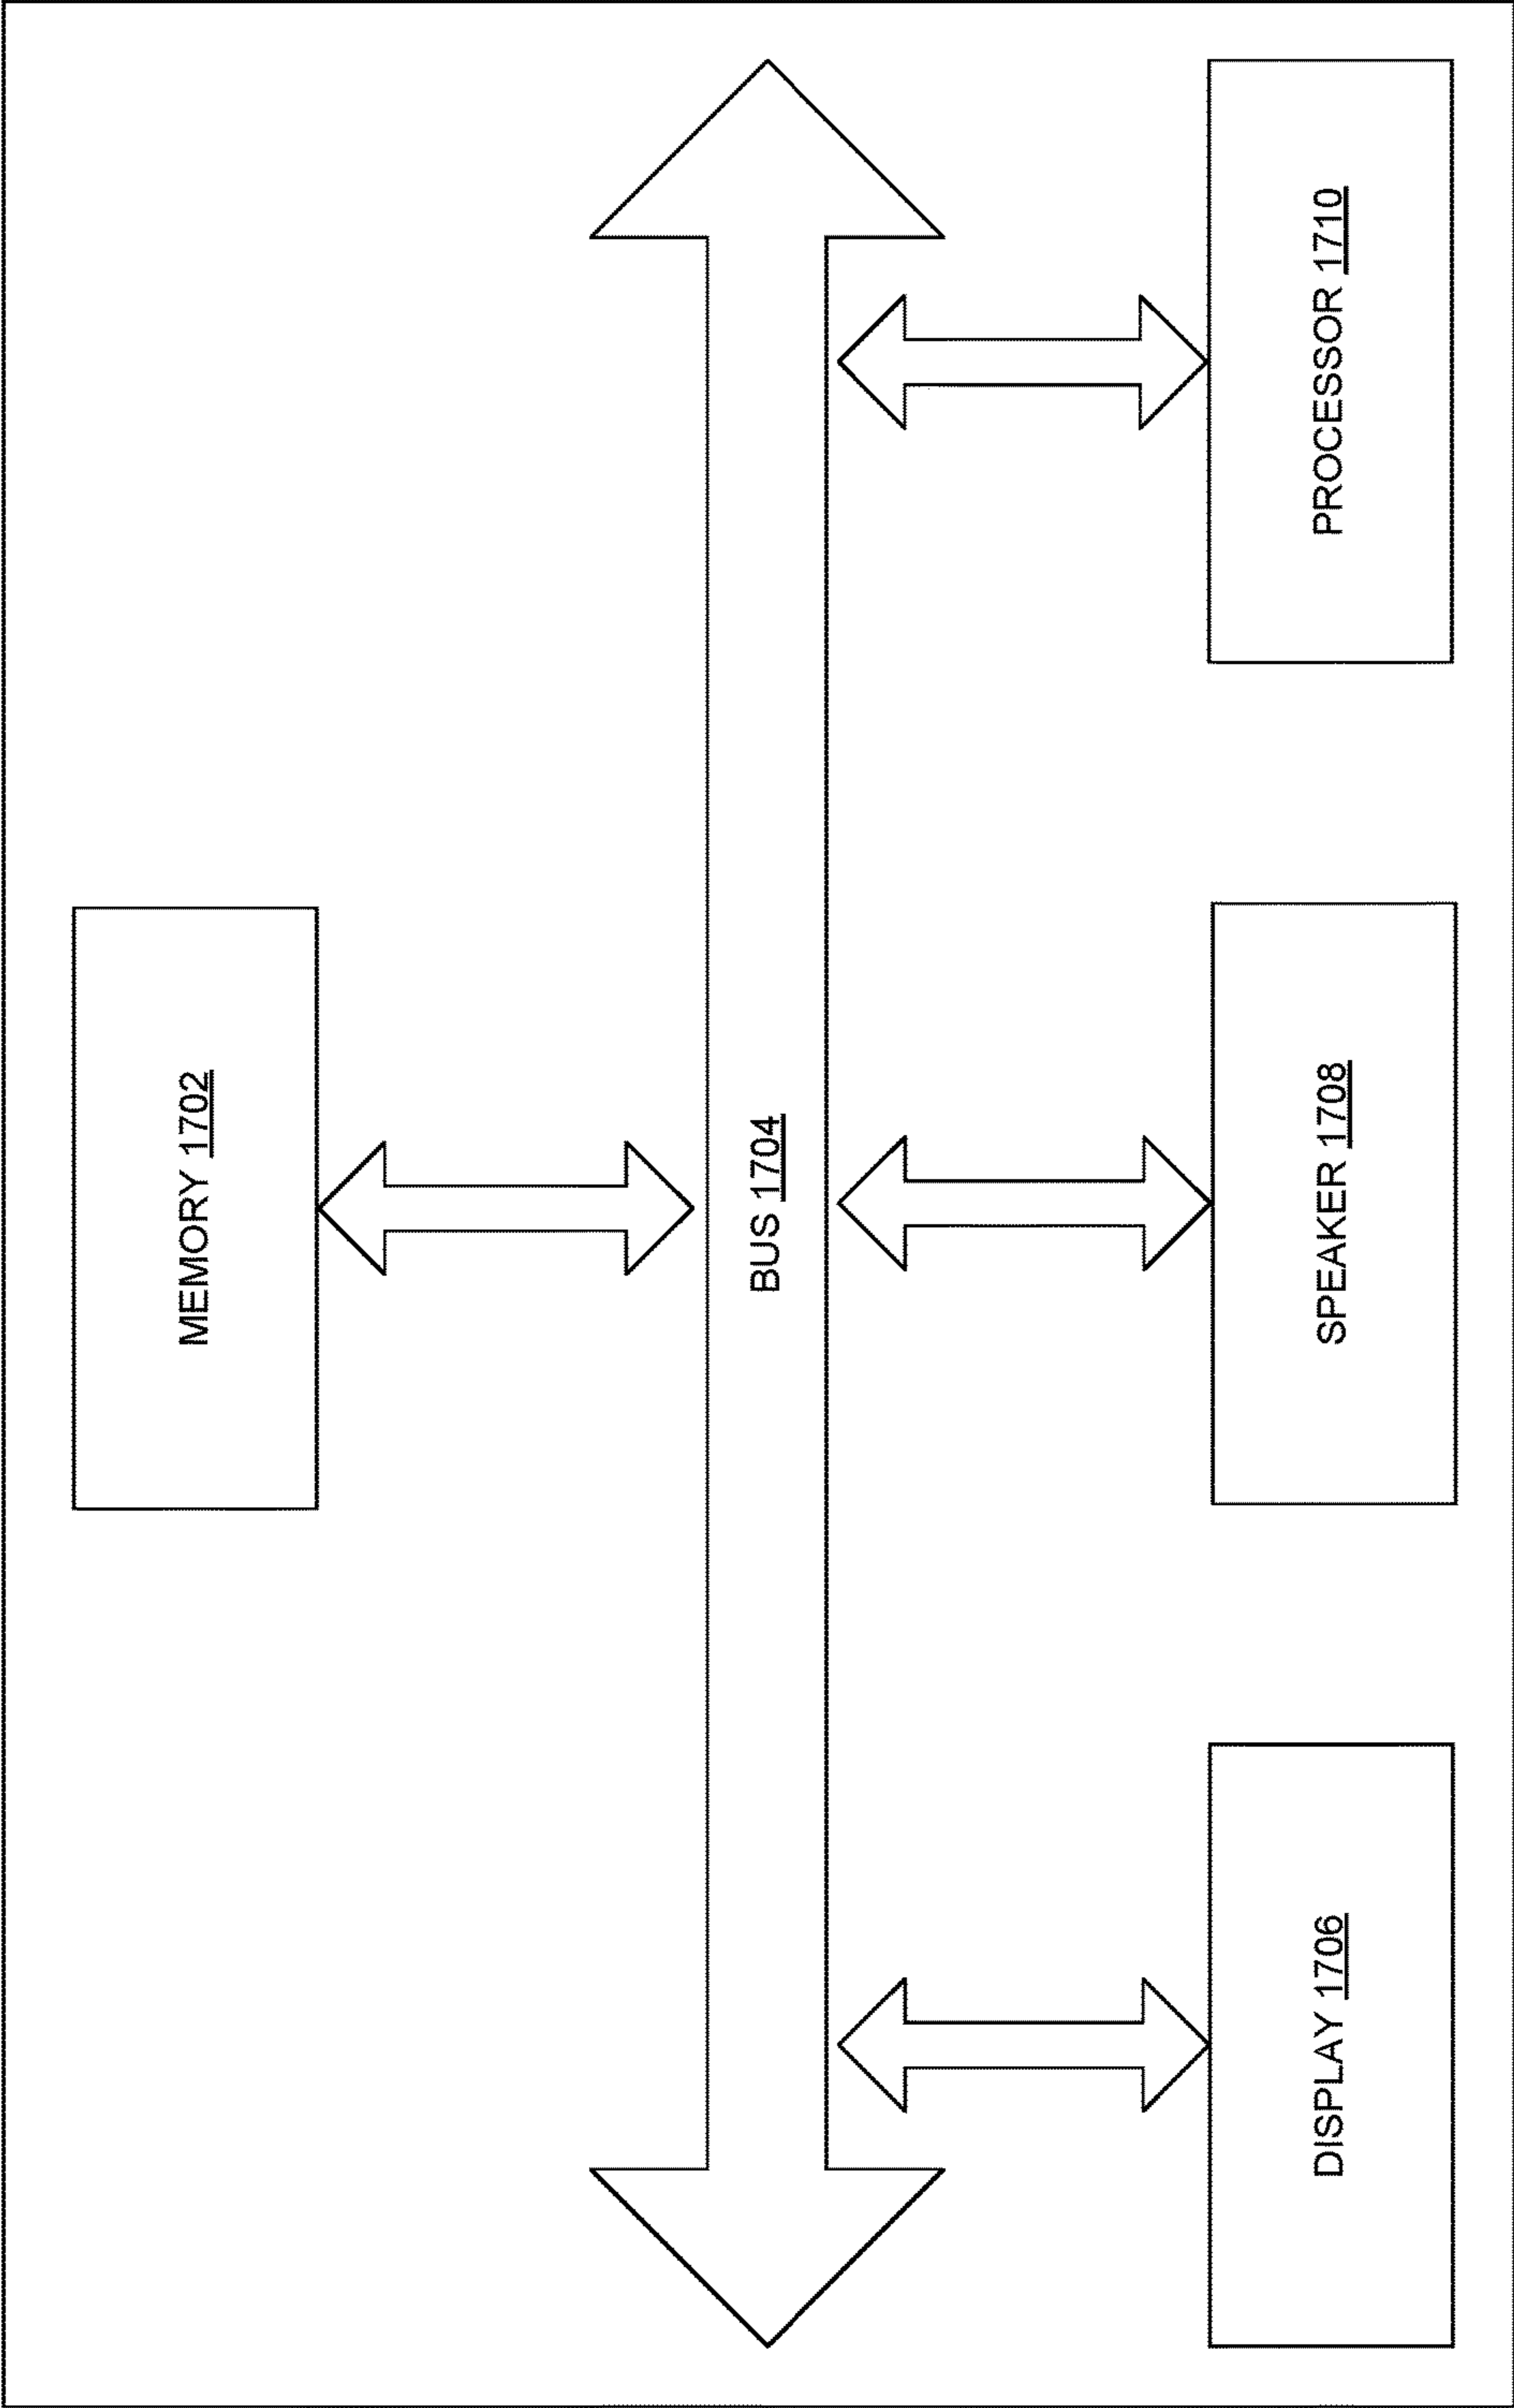 MEMORY 1702
BUS 1704
DISPLAY 1706
SPEAKER 1708
PROCESSOR 1710